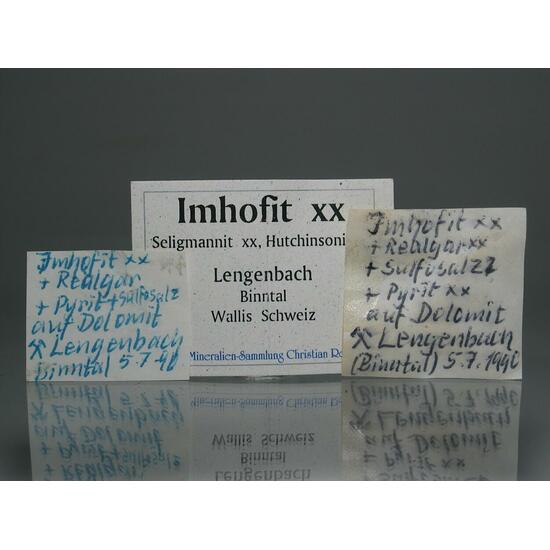 Imhofit xx
Seligmannit xx, Hutchinsoni
Lengenbach
Binntal
Wallis Schweiz
Mineralien-Sammlung Christian
Imhofit xx
+ Realgar
+ Pyrit + Sulfosalz
auf Dolomit
⚒ Lengenbach
Binntal 5.7.90
Imhofit xx
+ Realgar xx
+ Sulfosalz
+ Pyrit xx
auf Dolomit
⚒ Lengenbach
(Binntal) 5.7.1990